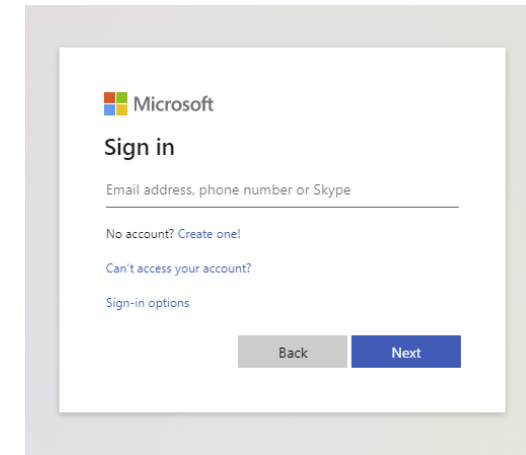 Microsoft
Sign in
Email address, phone number or Skype
No account? Create one!
Can't access your account?
Sign-in options
Back
Next